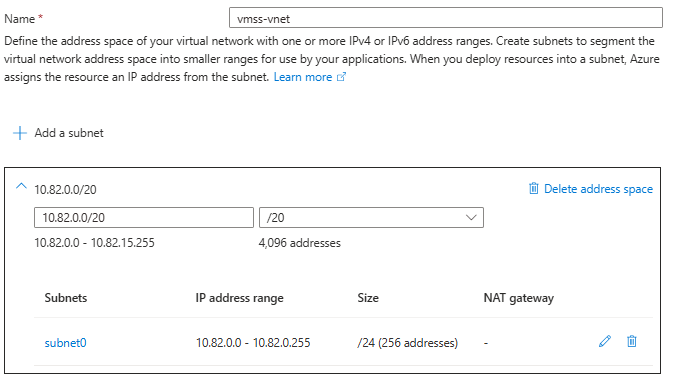 Name *
vmss-vnet
Define the address space of your virtual network with one or more IPv4 or IPv6 address ranges. Create subnets to segment the
virtual network address space into smaller ranges for use by your applications. When you deploy resources into a subnet, Azure
assigns the resource an IP address from the subnet. Learn more
Add a subnet
10.82.0.0/20
Delete address space
10.82.0.0/20
/20
10.82.0.0 - 10.82.15.255
4,096 addresses
Subnets
IP address range
Size
NAT gateway
subnet0
10.82.0.0 - 10.82.0.255
/24 (256 addresses)
-